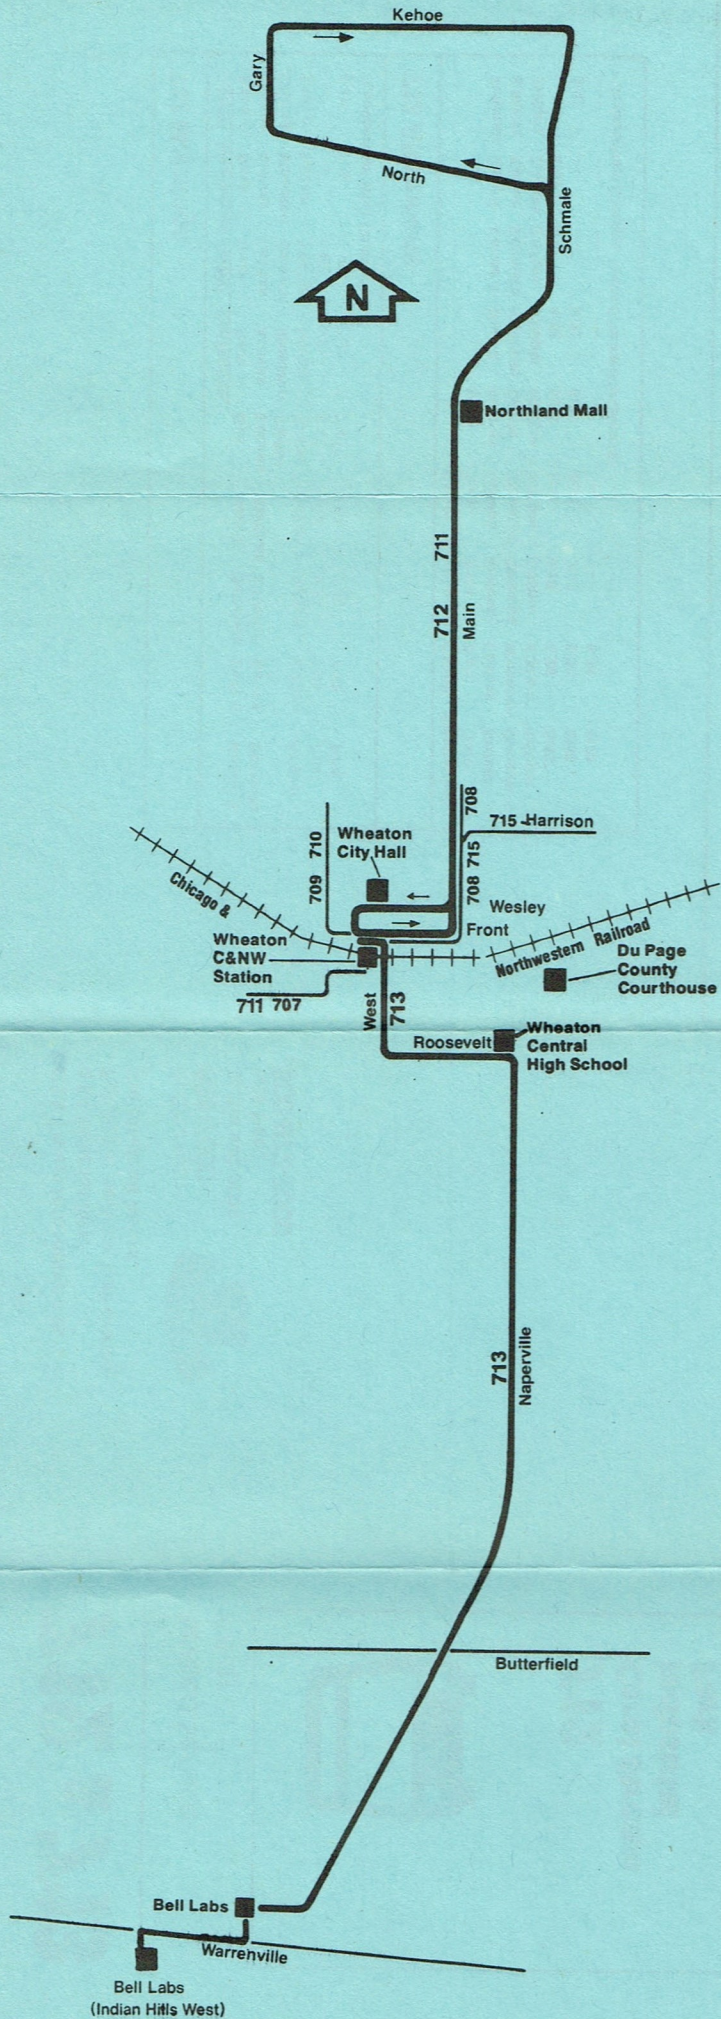 Kehoe
Gary
North
Schmale
N
Northland Mall
711
712
Main
708
715-Harrison
710
Wheaton
City Hall
709
708 715
Chicago &
Wesley
Front
Northwestern Railroad
Wheaton
C&NW
Station
Du Page
County
Courthouse
711 707
West
713
Roosevelt
Wheaton
Central
High School
713
Naperville
Butterfield
Bell Labs
Warrenville
Bell Labs
(Indian Hills West)